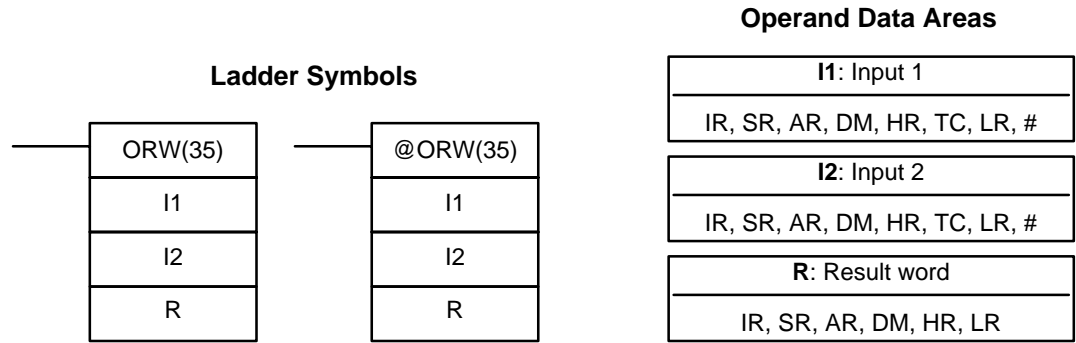 Ladder Symbols
ORW(35)
I1
I2
R
@ORW(35)
I1
I2
R
Operand Data Areas
I1: Input 1
IR, SR, AR, DM, HR, TC, LR, #
I2: Input 2
IR, SR, AR, DM, HR, TC, LR, #
R: Result word
IR, SR, AR, DM, HR, LR